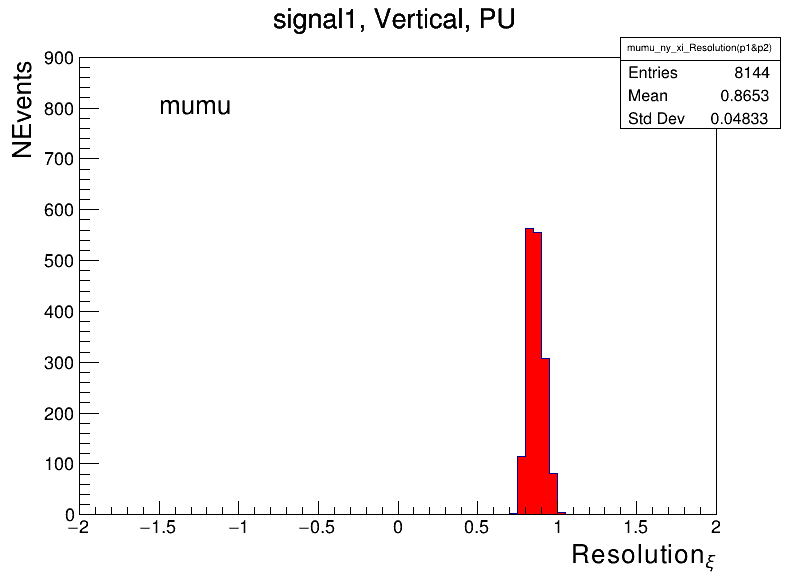 signal1, Vertical, PU
mumu_ny_xi_Resolution(p1&p2)
Entries 8144
Mean 0.8653
Std Dev 0.04833
NEvents
mumu
900
800
700
600
500
400
300
200
100
0
−2 −1.5 −1 −0.5 0 0.5 1 1.5 2
Resolutionξ